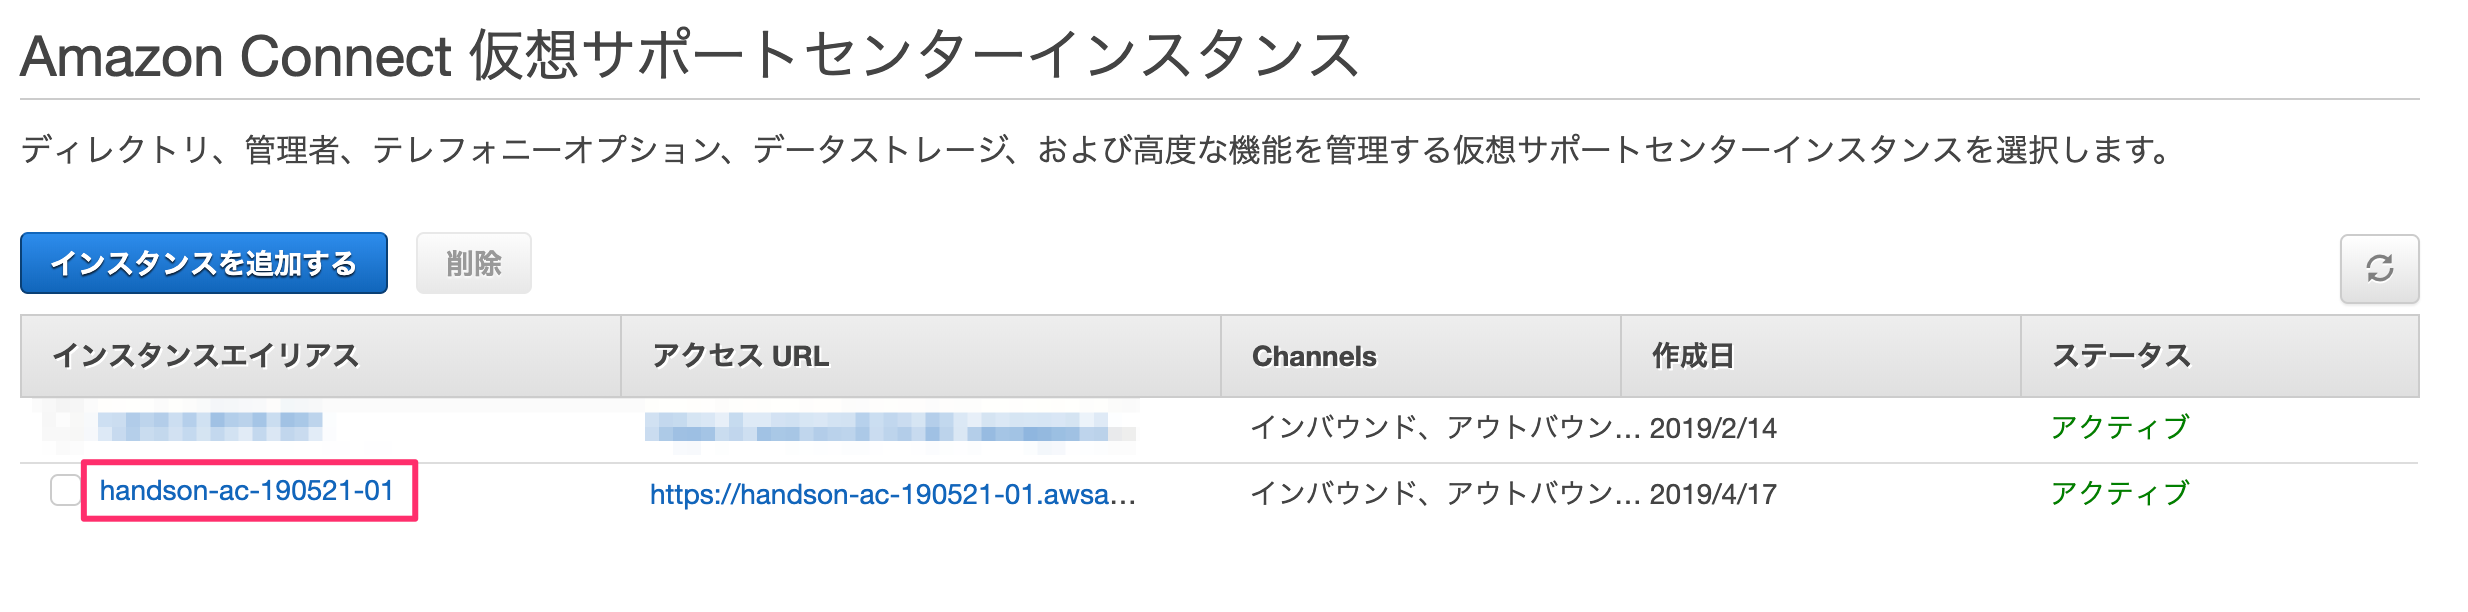 Amazon Connect 仮想サポートセンターインスタンス
ディレクトリ、管理者、テレフォニーオプション、データストレージ、および高度な機能を管理する仮想サポートセンターインスタンスを選択します。
インスタンスを追加する 削除
インスタンスエイリアス アクセス URL Channels 作成日 ステータス
インバウンド、アウトバウン... 2019/2/14 アクティブ
handson-ac-190521-01 https://handson-ac-190521-01.awsa... インバウンド、アウトバウン... 2019/4/17 アクティブ